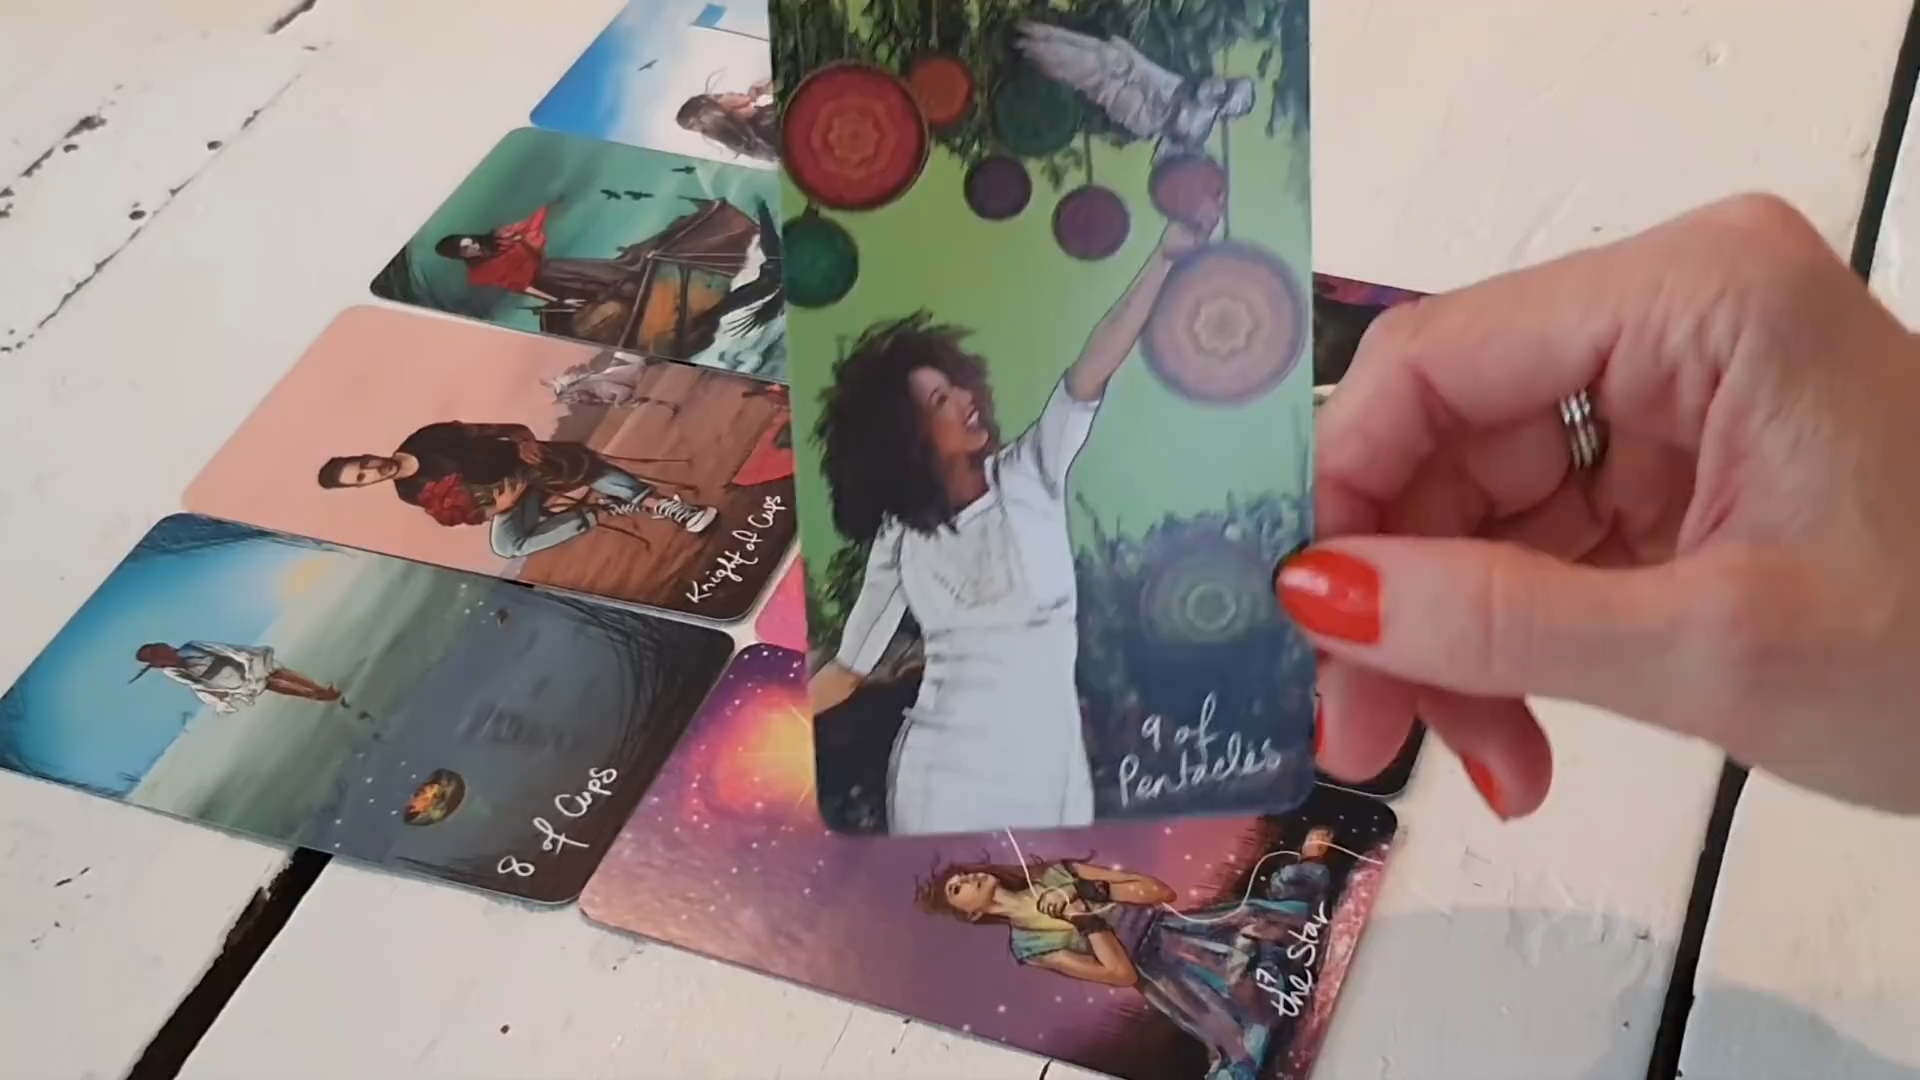 9 of
Pentacles
Knight of Cups
8 of Cups
17
the Star